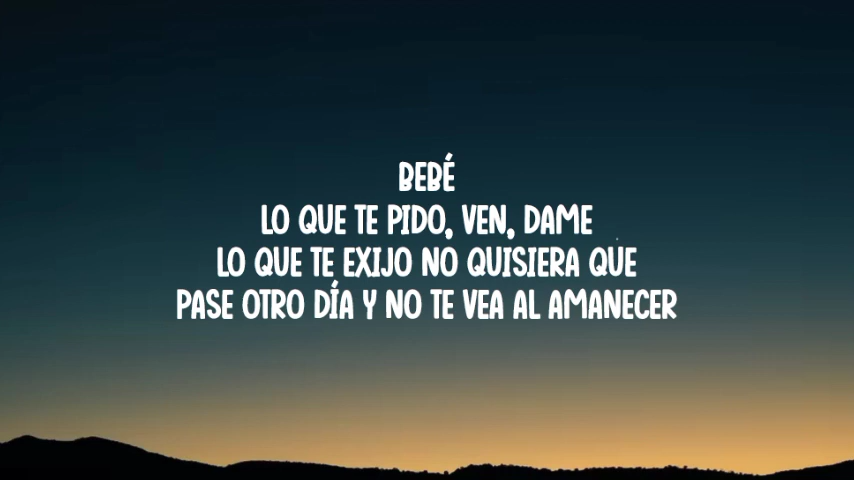 BEBÉ
LO QUE TE PIDO, VEN, DAME
LO QUE TE EXIJO NO QUISIERA QUE
PASE OTRO DÍA Y NO TE VEA AL AMANECER